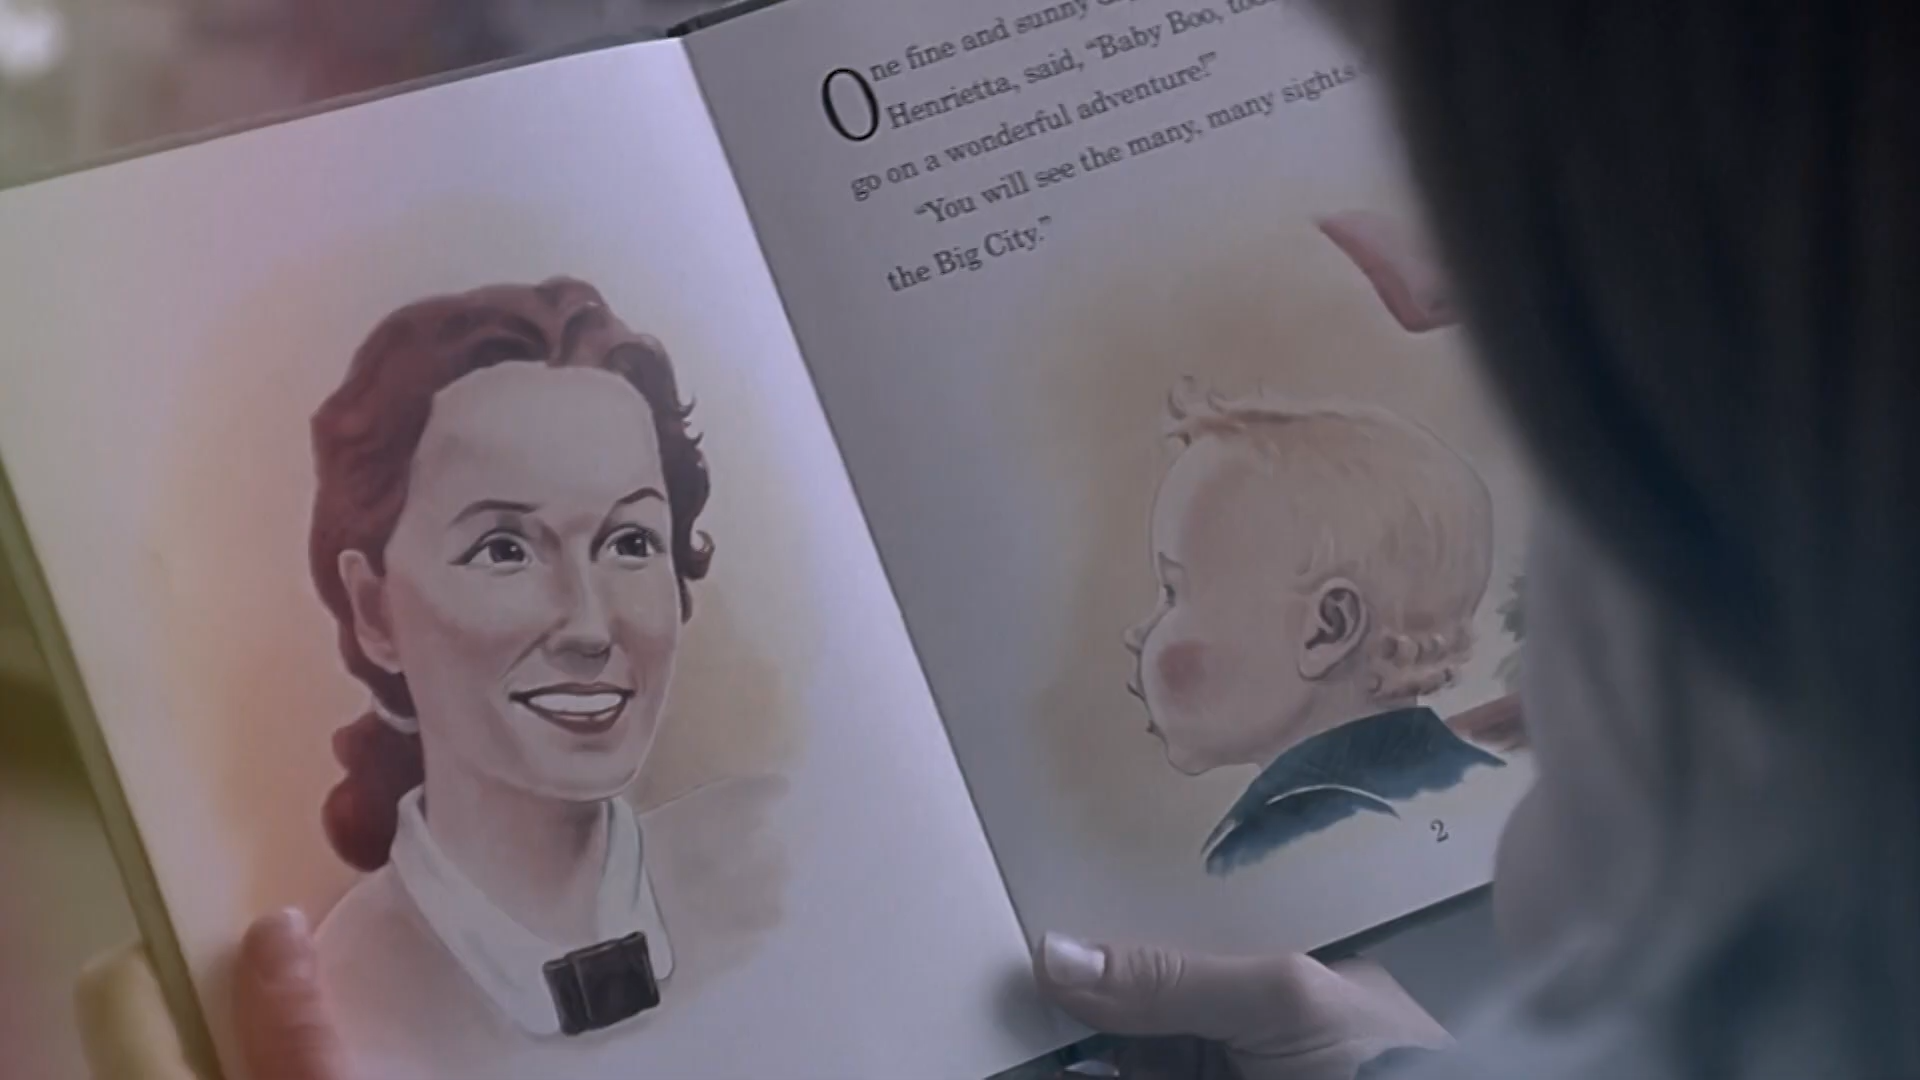 One fine and sunny
Henrietta, said, “Baby Boo,
go on a wonderful adventure!”
“You will see the many, many sights
the Big City.”
2